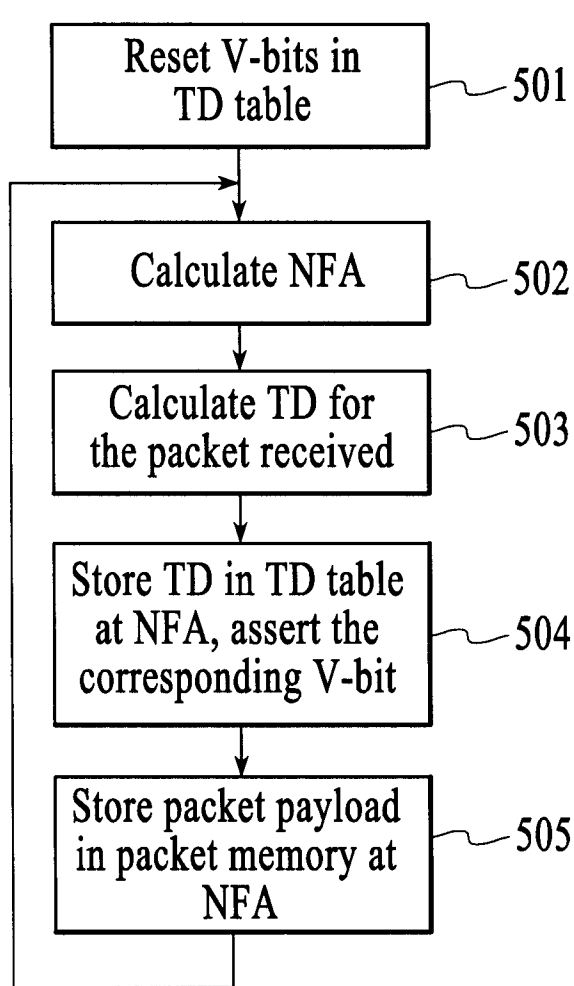 Reset V-bits in
TD table
501
Calculate NFA
502
Calculate TD for
the packet received
503
Store TD in TD table
at NFA, assert the
corresponding V-bit
504
Store packet payload
in packet memory at
NFA
505